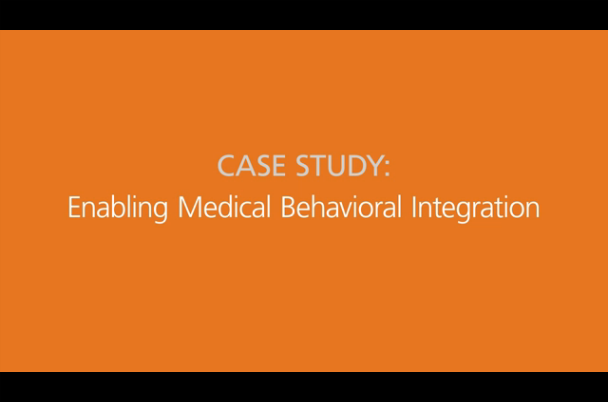 CASE STUDY:
Enabling Medical Behavioral Integration